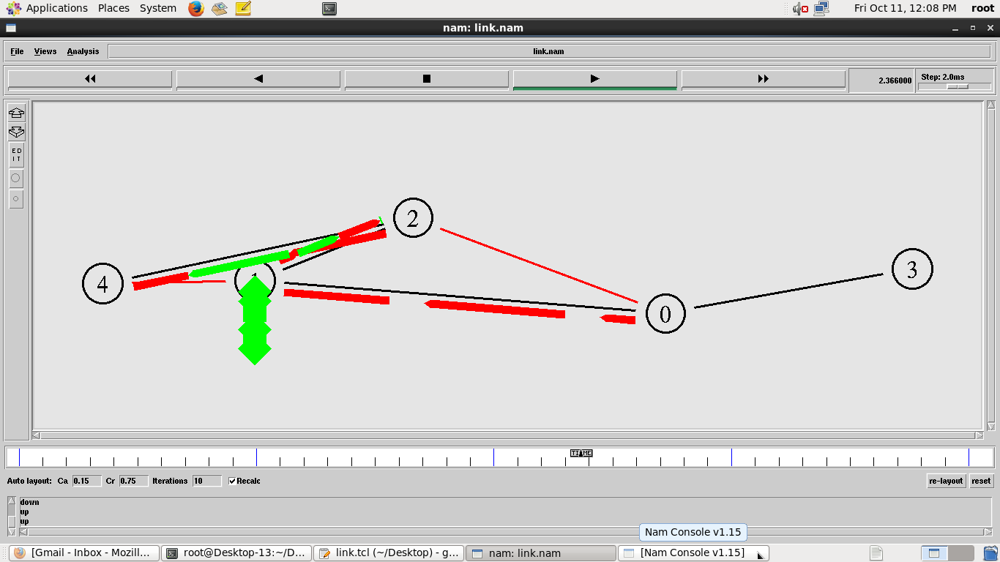 Applications Places System Fri Oct 11, 12:08 PM root
nam: link.nam
File Views Analysis link.nam
2.366000 Step: 2.0ms
ED
IT
2
4
1
3
0
TIME
Auto layout: Ca 0.15 Cr 0.75 Iterations 10 Recalc re-layout reset
down
up
up
Nam Console v1.15
[Gmail - Inbox - Mozill... root@Desktop-13:~/D... link.tcl (~/Desktop) - g... nam: link.nam [Nam Console v1.15]